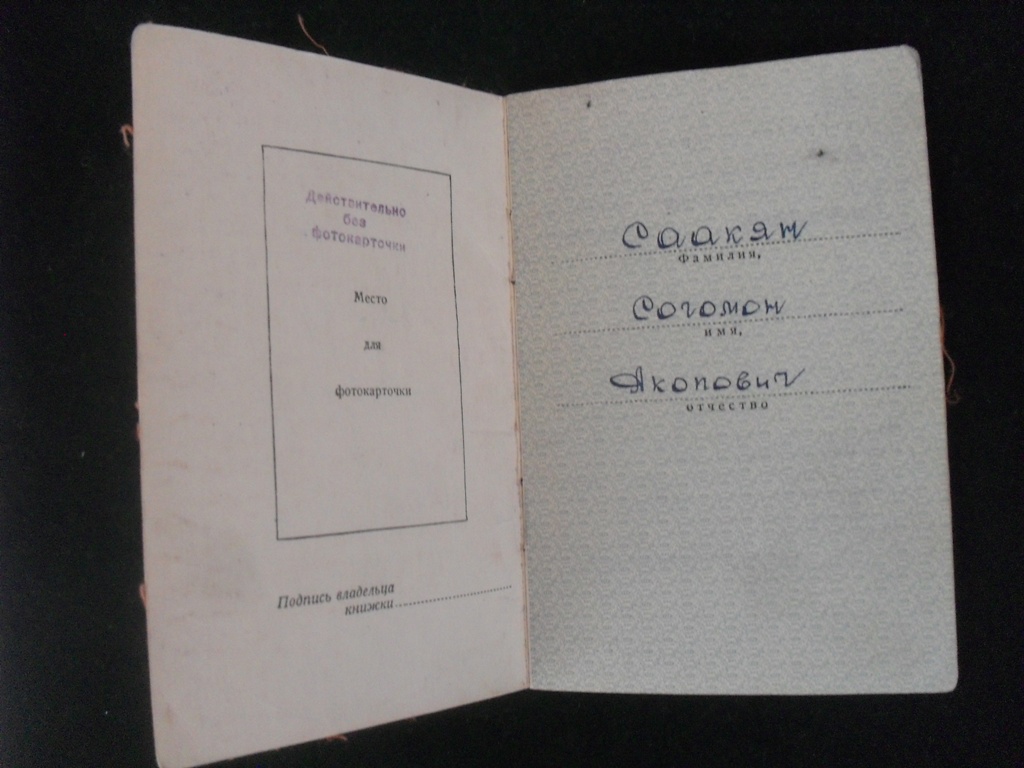 Действительно
без
фотокарточки
Место
для
фотокарточки
Подпись владельца
книжки
Саакян
фамилия,
Согомон
имя,
Акопович
отчество